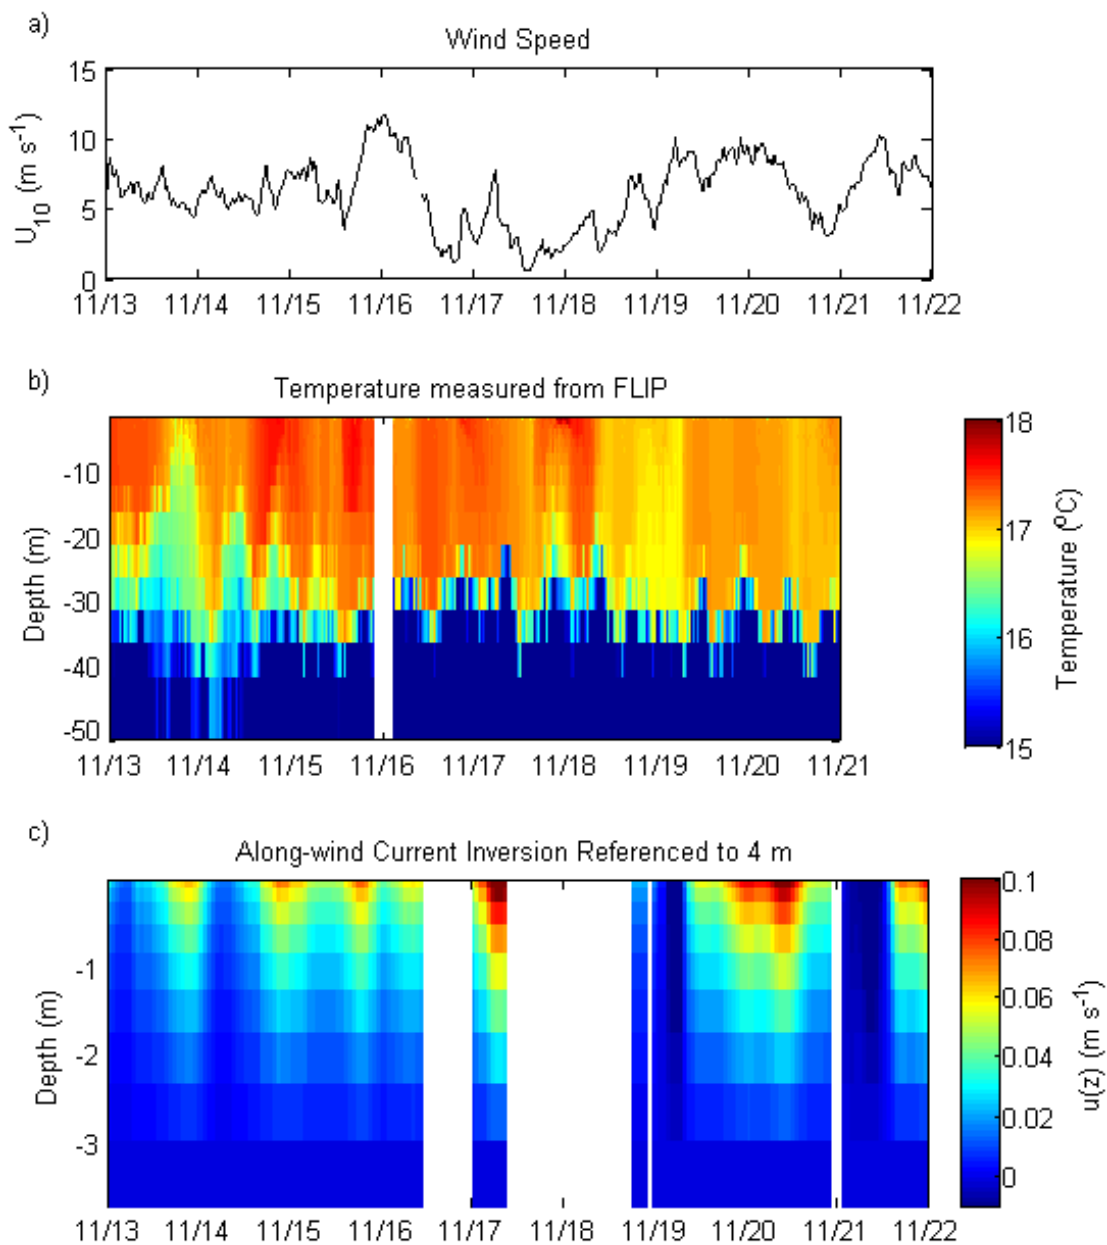 a)
Wind Speed
15
10
5
0
U10 (m s-1)
11/13 11/14 11/15 11/16 11/17 11/18 11/19 11/20 11/21 11/22
b)
Temperature measured from FLIP
-10
-20
-30
-40
-50
Depth (m)
11/13 11/14 11/15 11/16 11/17 11/18 11/19 11/20 11/21
18
17
16
15
Temperature (ºC)
c)
Along-wind Current Inversion Referenced to 4 m
-1
-2
-3
Depth (m)
11/13 11/14 11/15 11/16 11/17 11/18 11/19 11/20 11/21 11/22
0.1
0.08
0.06
0.04
0.02
0
u(z) (m s-1)